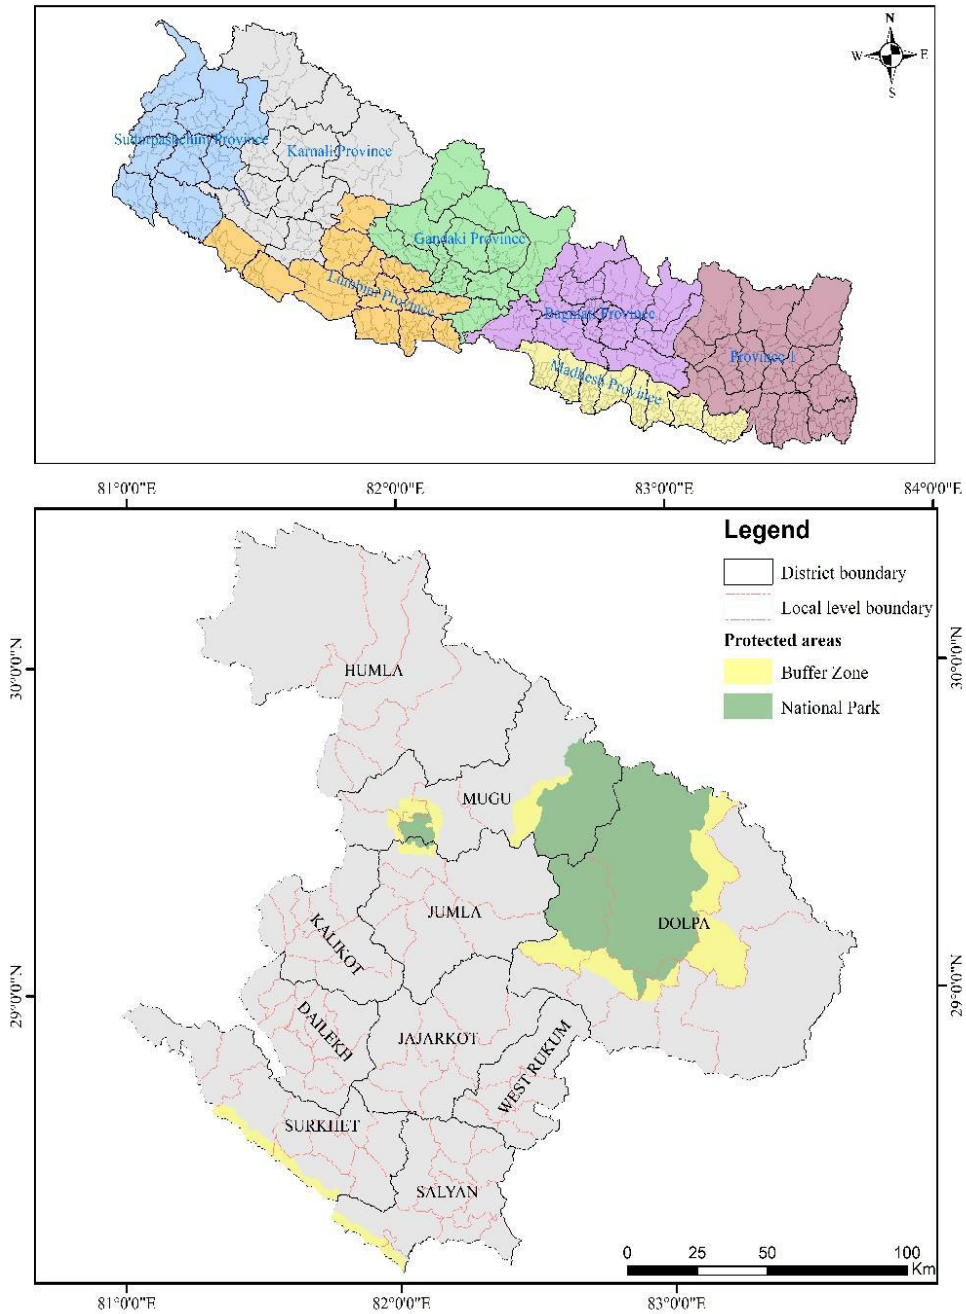 N
W E
S
Sudurpashchim Province
Karnali Province
Gandaki Province
Lumbini Province
Bagmati Province
Province 1
Madhesh Province
81°0'0"E 82°0'0"E 83°0'0"E 84°0'0"E
Legend
District boundary
Local level boundary
Protected areas
Buffer Zone
National Park
30°0'0"N 30°0'0"N
HUMLA
MUGU
JUMLA
DOLPA
KALIKOT
29°0'0"N 29°0'0"N
DAILEKH
JAJARKOT
WEST RUKUM
SURKHET
SALYAN
0 25 50 100
Km
81°0'0"E 82°0'0"E 83°0'0"E